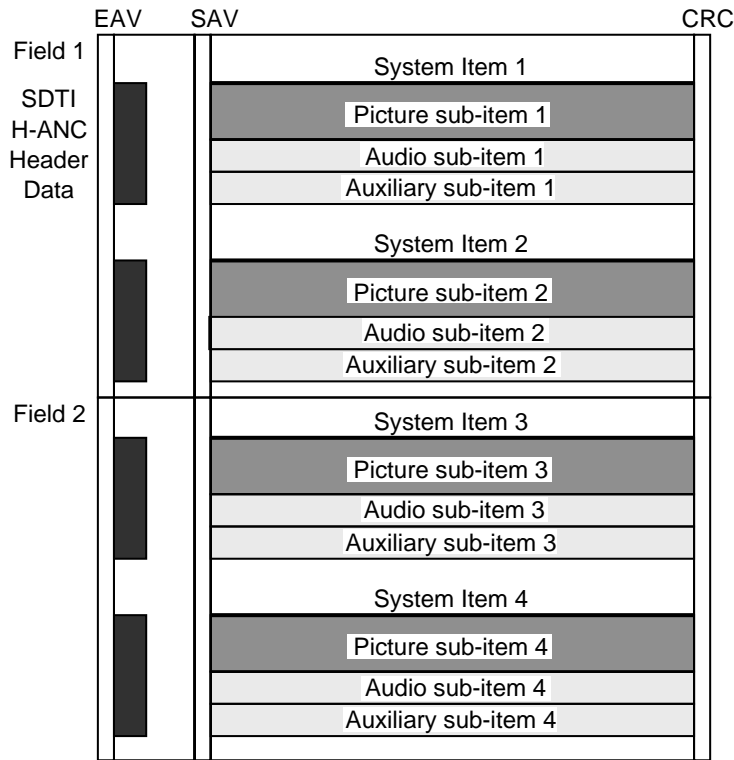 EAV SAV CRC
Field 1
System Item 1
SDTI
H-ANC
Header
Data
Picture sub-item 1
Audio sub-item 1
Auxiliary sub-item 1
System Item 2
Picture sub-item 2
Audio sub-item 2
Auxiliary sub-item 2
Field 2
System Item 3
Picture sub-item 3
Audio sub-item 3
Auxiliary sub-item 3
System Item 4
Picture sub-item 4
Audio sub-item 4
Auxiliary sub-item 4